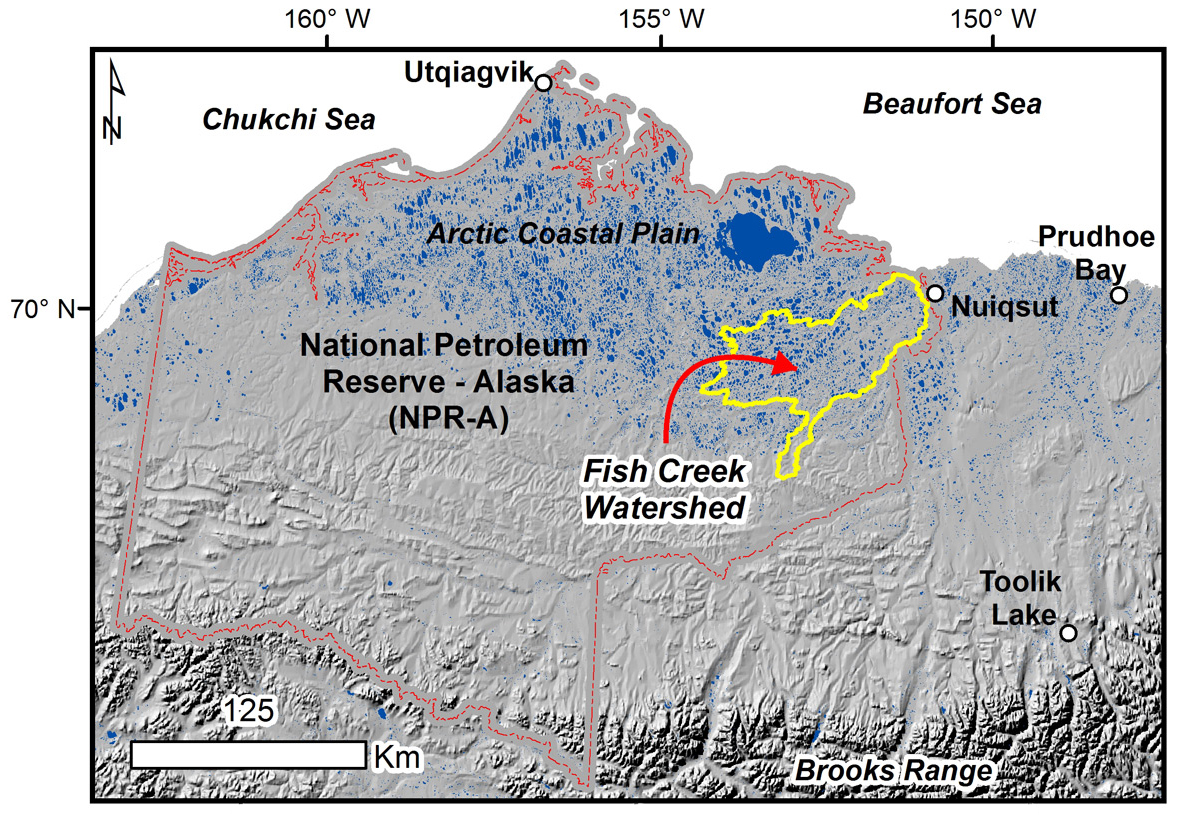 160° W
155° W
150° W
Utqiagvik
Beaufort Sea
Chukchi Sea
N
Arctic Coastal Plain
Prudhoe
Bay
70° N
Nuiqsut
National Petroleum
Reserve - Alaska
(NPR-A)
Fish Creek
Watershed
Toolik
Lake
125
Km
Brooks Range